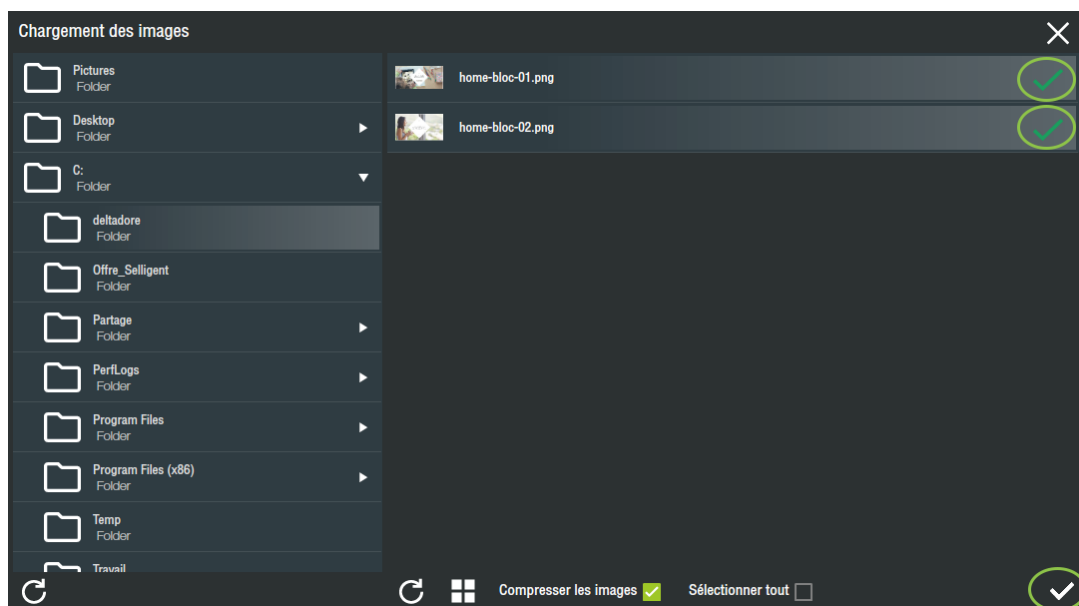 Chargement des images
Pictures
Folder
Desktop
Folder
C:
Folder
deltadore
Folder
Offre_Selligent
Folder
Partage
Folder
PerfLogs
Folder
Program Files
Folder
Program Files (x86)
Folder
Temp
Folder
Travail
home-bloc-01.png
home-bloc-02.png
Compresser les images
Sélectionner tout